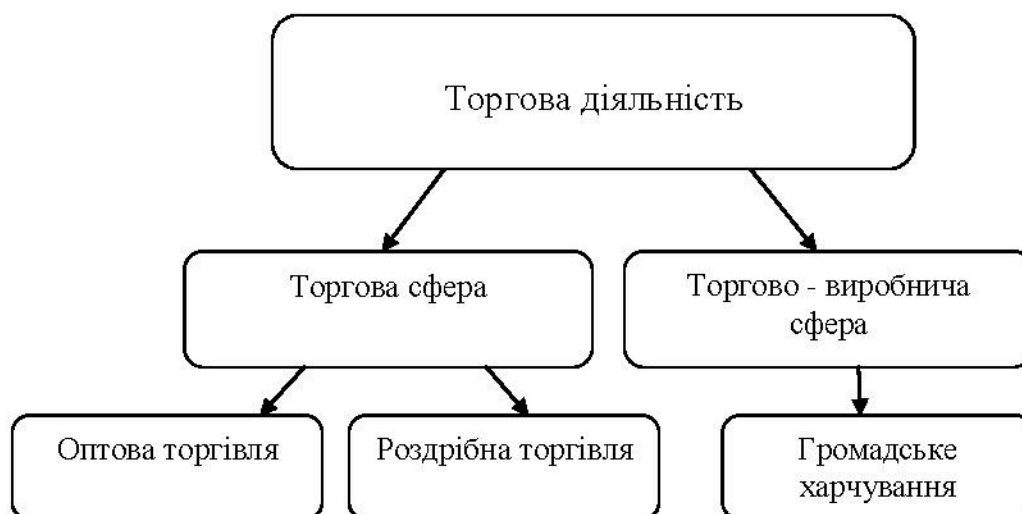 Торгова діяльність
Торгова сфера
Торгово - виробнича
сфера
Оптова торгівля
Роздрібна торгівля
Громадське
харчування